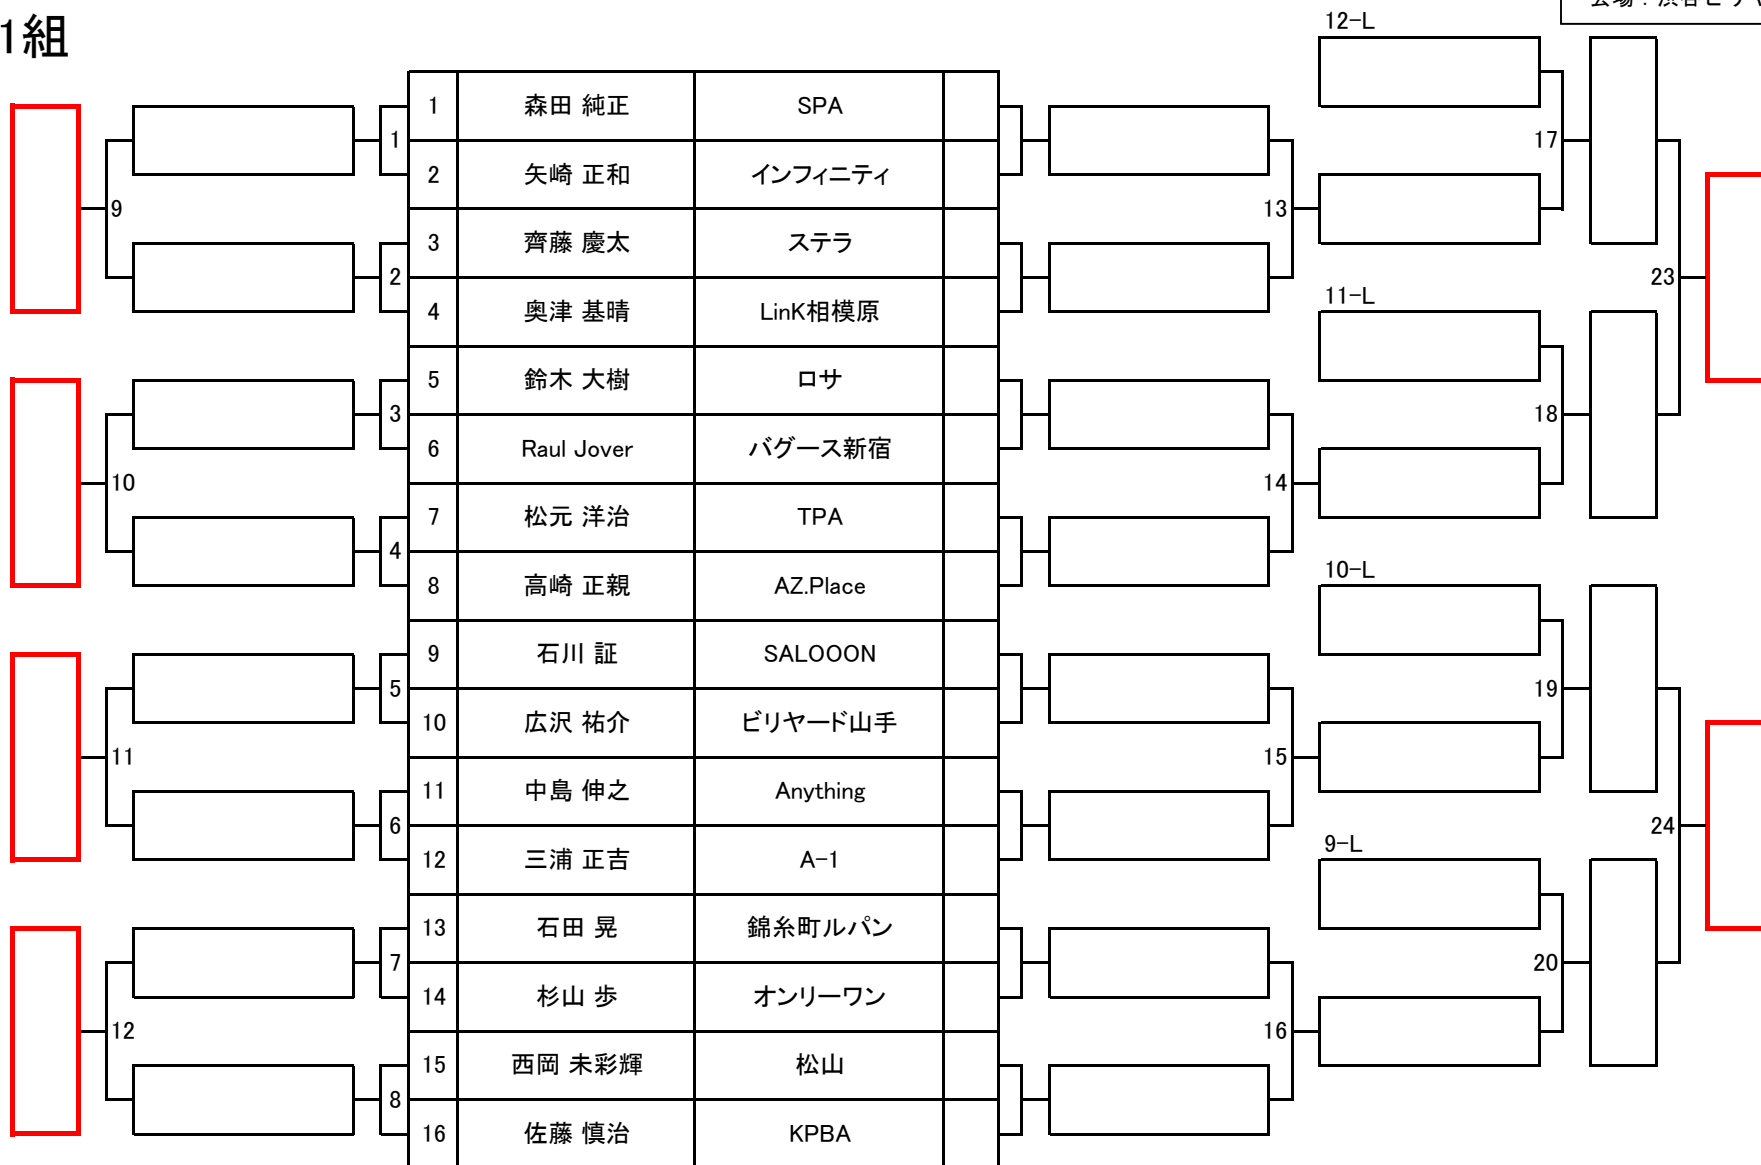 1組
12-L
1 森田 純正 SPA
1
17
2 矢崎 正和 インフィニティ
9
13
3 齊藤 慶太 ステラ
2
23
4 奥津 基晴 LinK相模原
11-L
5 鈴木 大樹 ロサ
3
18
6 Raul Jover バグース新宿
10
14
7 松元 洋治 TPA
4
8 高崎 正親 AZ.Place
10-L
9 石川 証 SALOOON
5
19
10 広沢 祐介 ビリヤード山手
11
15
11 中島 伸之 Anything
6
24
12 三浦 正吉 A-1
9-L
13 石田 晃 錦糸町ルパン
7
20
14 杉山 歩 オンリーワン
12
16
15 西岡 未彩輝 松山
8
16 佐藤 慎治 KPBA